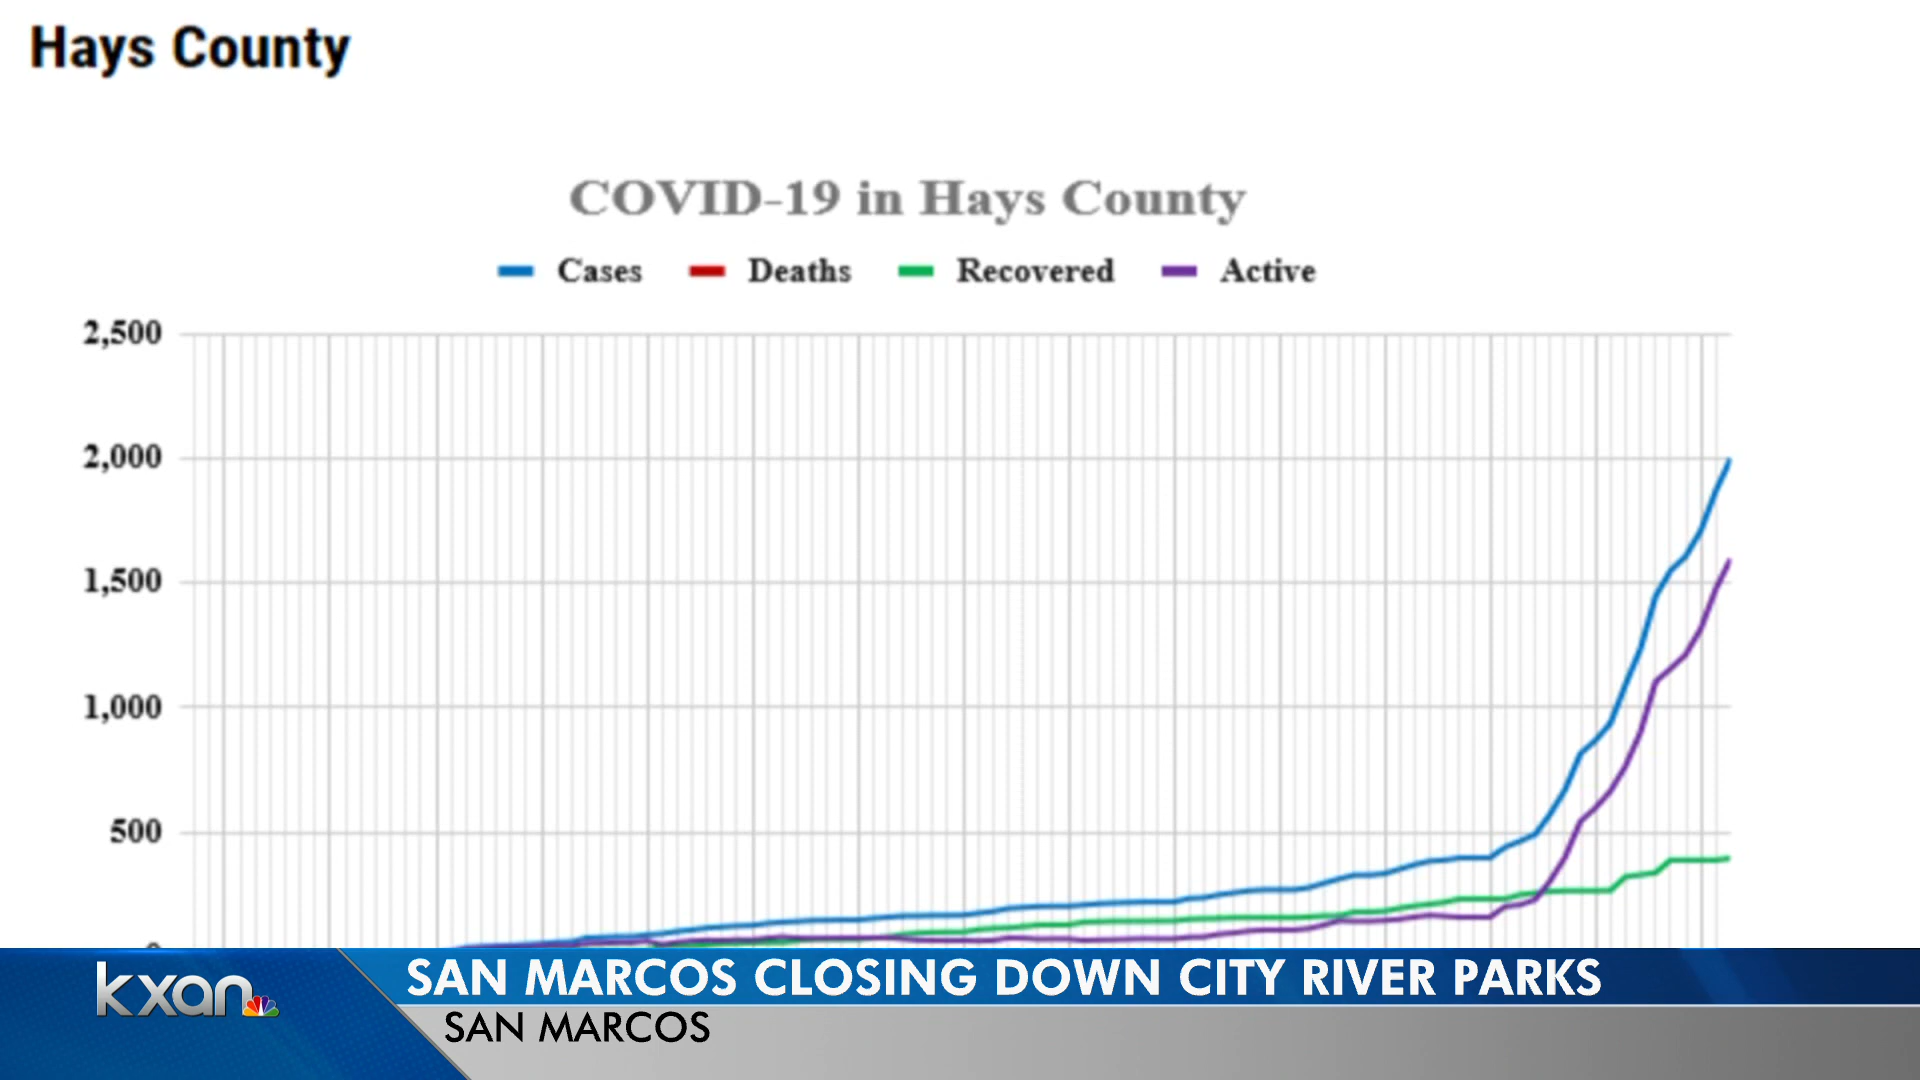 Hays County
COVID-19 in Hays County
Cases Deaths Recovered Active
2,500
2,000
1,500
1,000
500
kxan
SAN MARCOS CLOSING DOWN CITY RIVER PARKS
SAN MARCOS